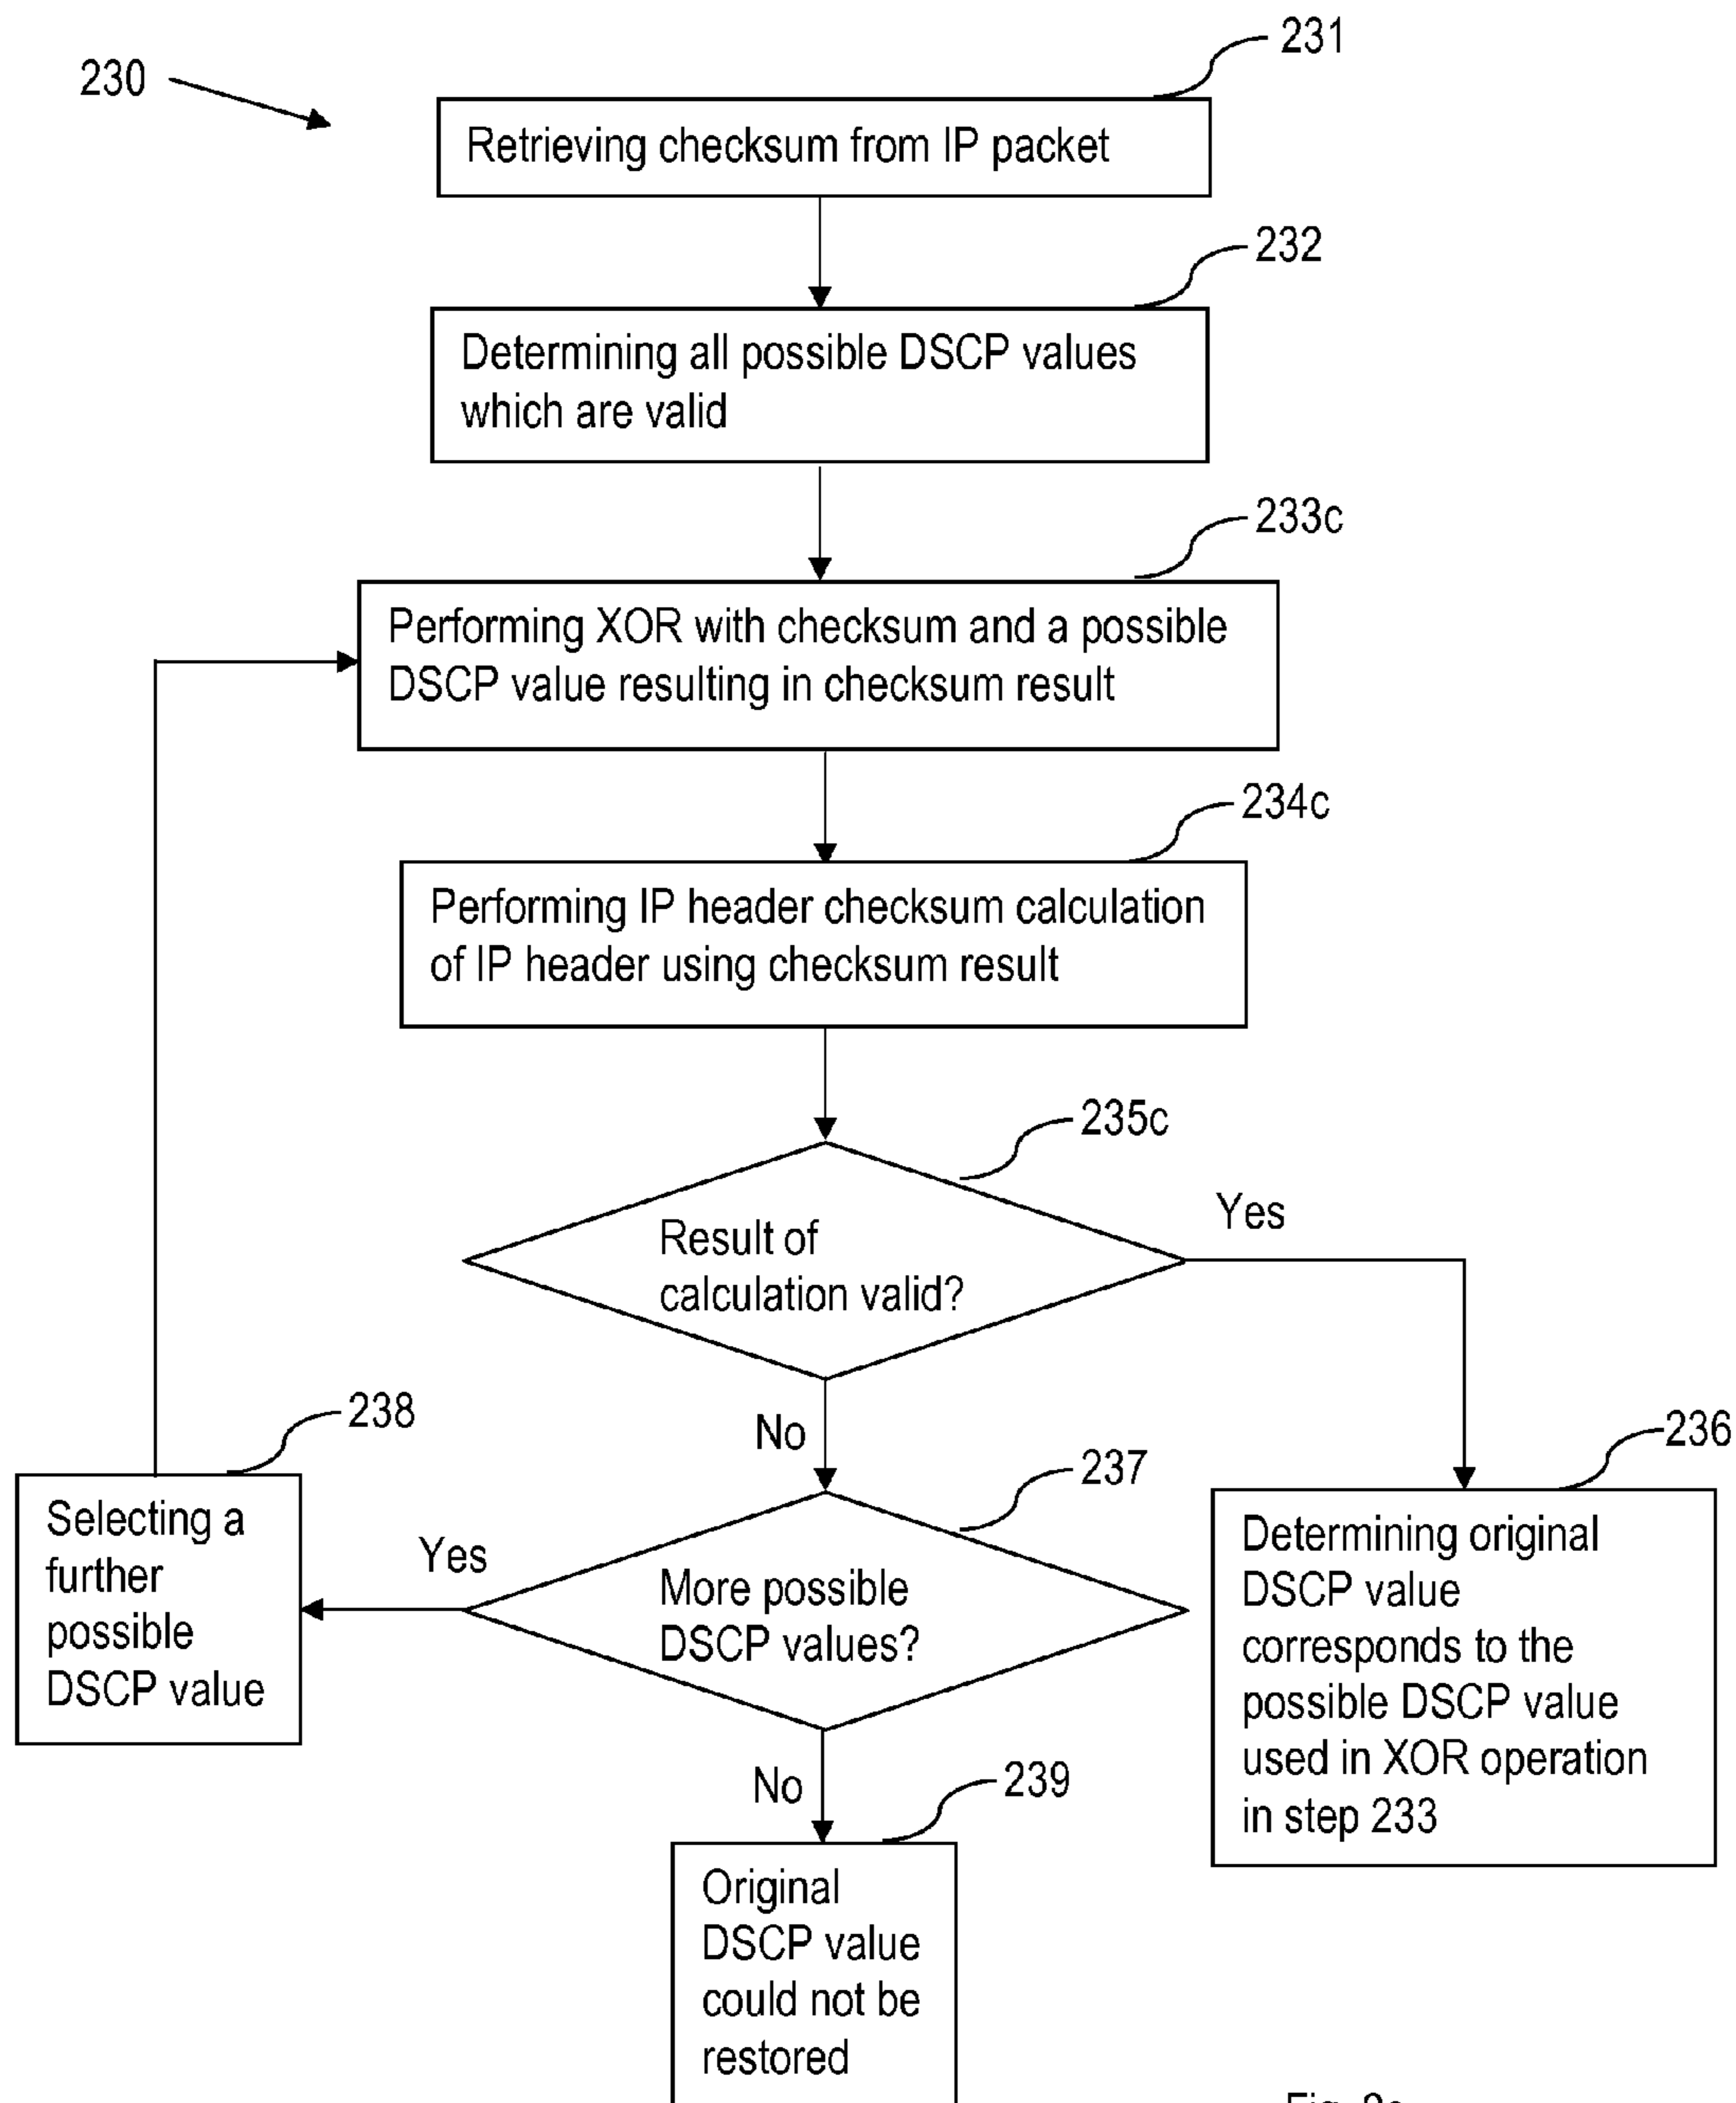 231
230
Retrieving checksum from IP packet
232
Determining all possible DSCP values
which are valid
233c
Performing XOR with checksum and a possible
DSCP value resulting in checksum result
234c
Performing IP header checksum calculation
of IP header using checksum result
235c
Yes
Result of
calculation valid?
238
No
237
236
Selecting a
further
possible
DSCP value
Yes
More possible
DSCP values?
Determining original
DSCP value
corresponds to the
possible DSCP value
used in XOR operation
in step 233
No
239
Original
DSCP value
could not be
restored